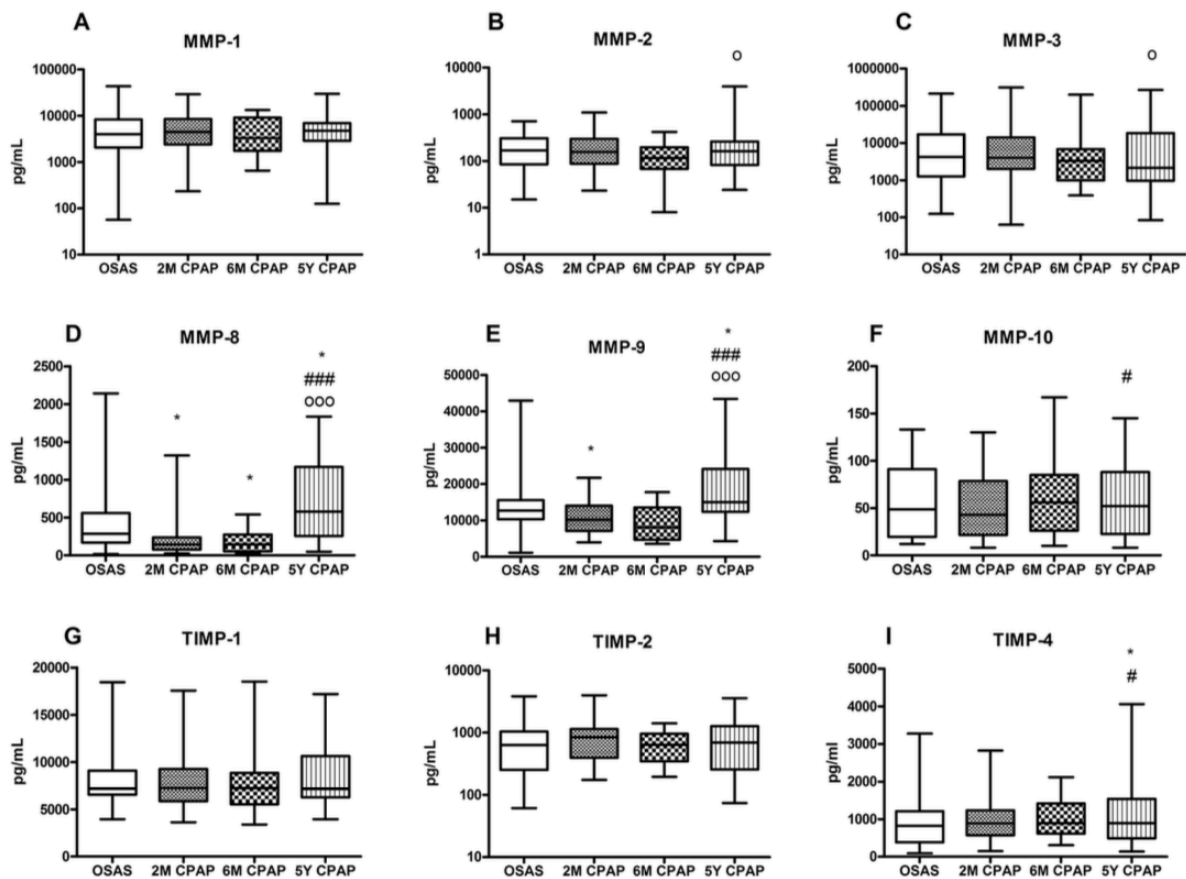 A
MMP-1
pg/mL
100000
10000
1000
100
10
OSAS 2M CPAP 6M CPAP 5Y CPAP
B
MMP-2
pg/mL
10000
1000
100
10
1
o
OSAS 2M CPAP 6M CPAP 5Y CPAP
C
MMP-3
pg/mL
1000000
100000
10000
1000
100
10
o
OSAS 2M CPAP 6M CPAP 5Y CPAP
D
MMP-8
pg/mL
2500
2000
1500
1000
500
0
*
*
*
###
ooo
OSAS 2M CPAP 6M CPAP 5Y CPAP
E
MMP-9
pg/mL
50000
40000
30000
20000
10000
0
*
*
###
ooo
OSAS 2M CPAP 6M CPAP 5Y CPAP
F
MMP-10
pg/mL
200
150
100
50
0
#
OSAS 2M CPAP 6M CPAP 5Y CPAP
G
TIMP-1
pg/mL
20000
15000
10000
5000
0
OSAS 2M CPAP 6M CPAP 5Y CPAP
H
TIMP-2
pg/mL
10000
1000
100
10
OSAS 2M CPAP 6M CPAP 5Y CPAP
I
TIMP-4
pg/mL
5000
4000
3000
2000
1000
0
*
#
OSAS 2M CPAP 6M CPAP 5Y CPAP